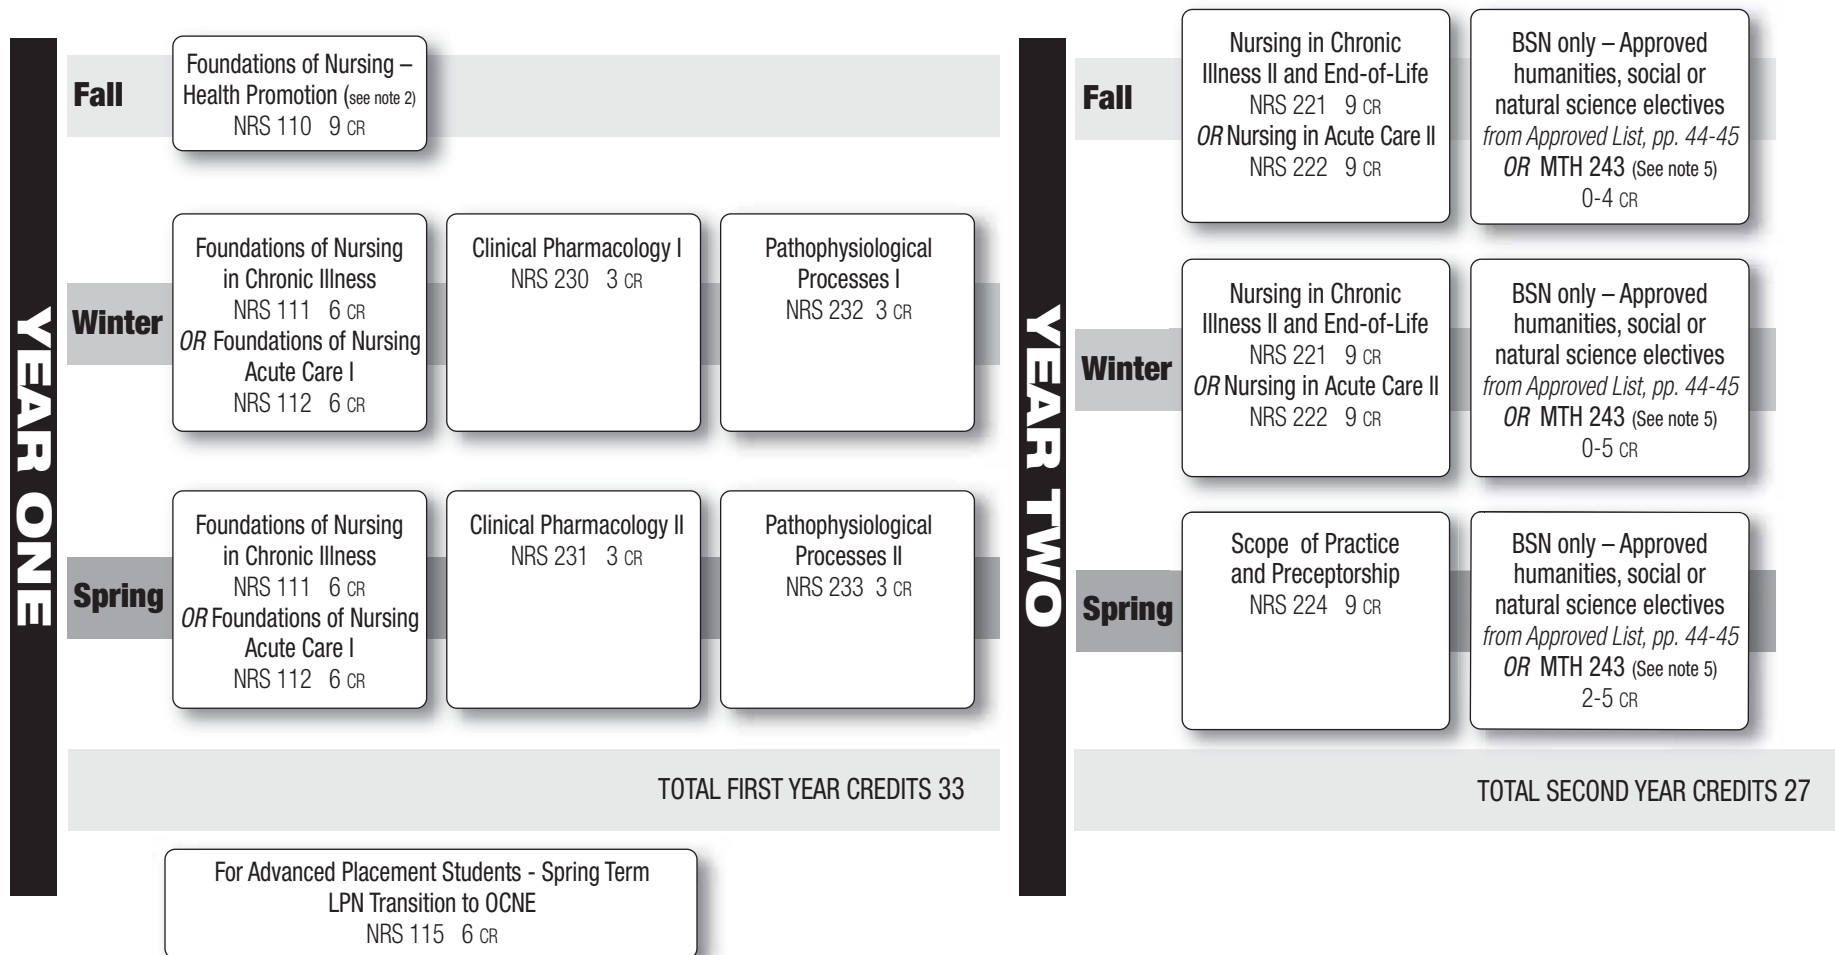 YEAR ONE
Fall
Foundations of Nursing –
Health Promotion (see note 2)
NRS 110 9 CR
Winter
Foundations of Nursing
in Chronic Illness
NRS 111 6 CR
OR Foundations of Nursing
Acute Care I
NRS 112 6 CR
Clinical Pharmacology I
NRS 230 3 CR
Pathophysiological
Processes I
NRS 232 3 CR
Spring
Foundations of Nursing
in Chronic Illness
NRS 111 6 CR
OR Foundations of Nursing
Acute Care I
NRS 112 6 CR
Clinical Pharmacology II
NRS 231 3 CR
Pathophysiological
Processes II
NRS 233 3 CR
TOTAL FIRST YEAR CREDITS 33
For Advanced Placement Students - Spring Term
LPN Transition to OCNE
NRS 115 6 CR
YEAR TWO
Fall
Nursing in Chronic
Illness II and End-of-Life
NRS 221 9 CR
OR Nursing in Acute Care II
NRS 222 9 CR
BSN only – Approved
humanities, social or
natural science electives
from Approved List, pp. 44-45
OR MTH 243 (See note 5)
0-4 CR
Winter
Nursing in Chronic
Illness II and End-of-Life
NRS 221 9 CR
OR Nursing in Acute Care II
NRS 222 9 CR
BSN only – Approved
humanities, social or
natural science electives
from Approved List, pp. 44-45
OR MTH 243 (See note 5)
0-5 CR
Spring
Scope of Practice
and Preceptorship
NRS 224 9 CR
BSN only – Approved
humanities, social or
natural science electives
from Approved List, pp. 44-45
OR MTH 243 (See note 5)
2-5 CR
TOTAL SECOND YEAR CREDITS 27